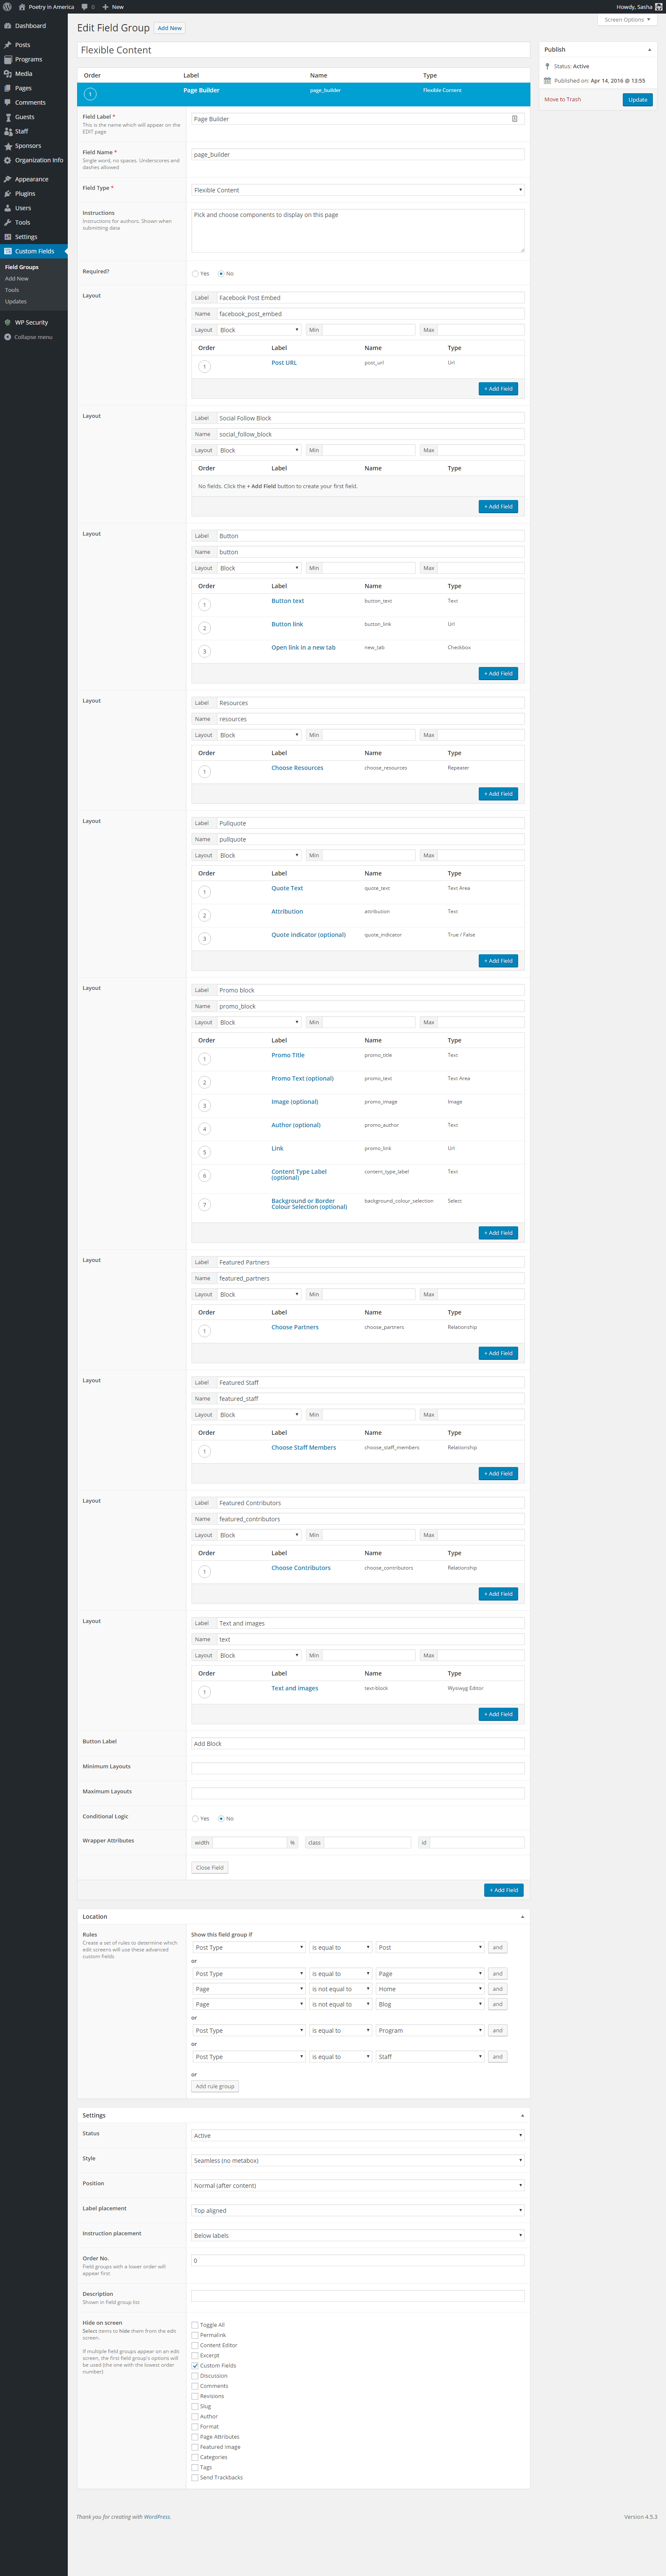 Poetry in America 0 New Howdy, Sasha
Dashboard
Posts
Programs
Media
Pages
Comments
Guests
Staff
Sponsors
Organization Info
Appearance
Plugins
Users
Tools
Settings
Custom Fields
Field Groups
Add New
Tools
Updates
WP Security
Collapse menu
Screen Options
Edit Field Group Add New
Flexible Content
Order Label Name Type
1 Page Builder page_builder Flexible Content
Field Label *
This is the name which will appear on the
EDIT page
Page Builder
Field Name *
Single word, no spaces. Underscores and
dashes allowed
page_builder
Field Type *
Flexible Content
Instructions
Instructions for authors. Shown when
submitting data
Pick and choose components to display on this page
Required?
Yes No
Layout
Label Facebook Post Embed
Name facebook_post_embed
Layout Block Min Max
Order Label Name Type
1 Post URL post_url Url
+ Add Field
Layout
Label Social Follow Block
Name social_follow_block
Layout Block Min Max
Order Label Name Type
No fields. Click the + Add Field button to create your first field.
+ Add Field
Layout
Label Button
Name button
Layout Block Min Max
Order Label Name Type
1 Button text button_text Text
2 Button link button_link Url
3 Open link in a new tab new_tab Checkbox
+ Add Field
Layout
Label Resources
Name resources
Layout Block Min Max
Order Label Name Type
1 Choose Resources choose_resources Repeater
+ Add Field
Layout
Label Pullquote
Name pullquote
Layout Block Min Max
Order Label Name Type
1 Quote Text quote_text Text Area
2 Attribution attribution Text
3 Quote indicator (optional) quote_indicator True / False
+ Add Field
Layout
Label Promo block
Name promo_block
Layout Block Min Max
Order Label Name Type
1 Promo Title promo_title Text
2 Promo Text (optional) promo_text Text Area
3 Image (optional) promo_image Image
4 Author (optional) promo_author Text
5 Link promo_link Url
6 Content Type Label
(optional) content_type_label Text
7 Background or Border
Colour Selection (optional) background_colour_selection Select
+ Add Field
Layout
Label Featured Partners
Name featured_partners
Layout Block Min Max
Order Label Name Type
1 Choose Partners choose_partners Relationship
+ Add Field
Layout
Label Featured Staff
Name featured_staff
Layout Block Min Max
Order Label Name Type
1 Choose Staff Members choose_staff_members Relationship
+ Add Field
Layout
Label Featured Contributors
Name featured_contributors
Layout Block Min Max
Order Label Name Type
1 Choose Contributors choose_contributors Relationship
+ Add Field
Layout
Label Text and images
Name text
Layout Block Min Max
Order Label Name Type
1 Text and images text-block Wysiwyg Editor
+ Add Field
Button Label
Add Block
Minimum Layouts
Maximum Layouts
Conditional Logic
Yes No
Wrapper Attributes
width % class id
Close Field
+ Add Field
Location
Rules
Create a set of rules to determine which
edit screens will use these advanced
custom fields
Show this field group if
Post Type is equal to Post and
or
Post Type is equal to Page and
Page is not equal to Home and
Page is not equal to Blog and
or
Post Type is equal to Program and
or
Post Type is equal to Staff and
or
Add rule group
Settings
Status
Active
Style
Seamless (no metabox)
Position
Normal (after content)
Label placement
Top aligned
Instruction placement
Below labels
Order No.
Field groups with a lower order will
appear first
0
Description
Shown in field group list
Hide on screen
Select items to hide them from the edit
screen.
If multiple field groups appear on an edit
screen, the first field group's options will
be used (the one with the lowest order
number)
Toggle All
Permalink
Content Editor
Excerpt
Custom Fields
Discussion
Comments
Revisions
Slug
Author
Format
Page Attributes
Featured Image
Categories
Tags
Send Trackbacks
Publish
Status: Active
Published on: Apr 14, 2016 @ 13:55
Move to Trash Update
Thank you for creating with WordPress. Version 4.5.3